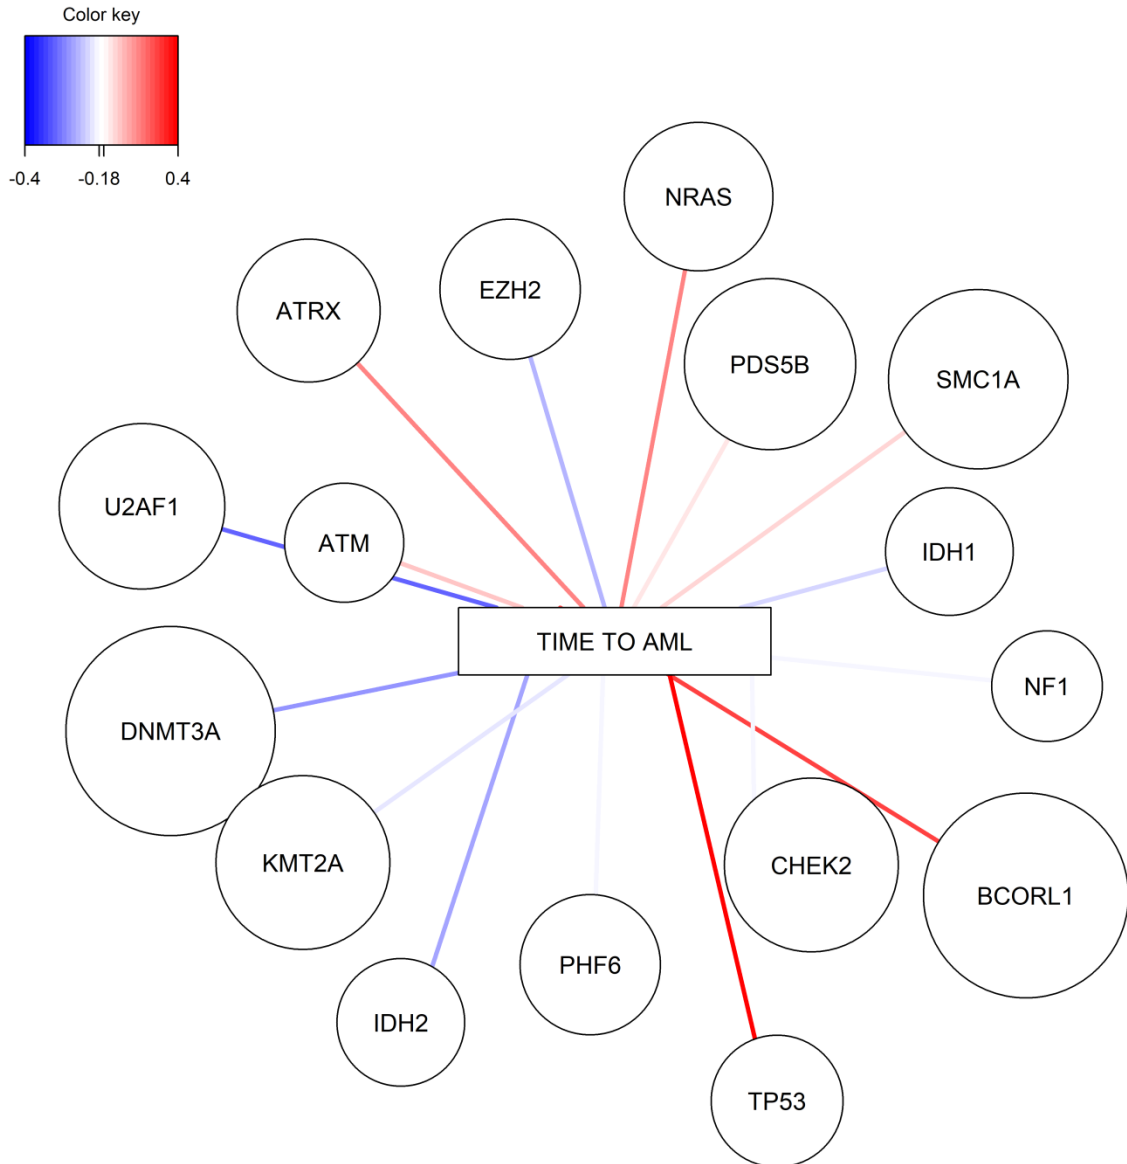 Color key
-0.4 -0.18 0.4
NRAS
EZH2
ATRX
PDS5B
SMC1A
U2AF1
ATM
IDH1
TIME TO AML
NF1
DNMT3A
KMT2A
CHEK2
BCORL1
PHF6
IDH2
TP53